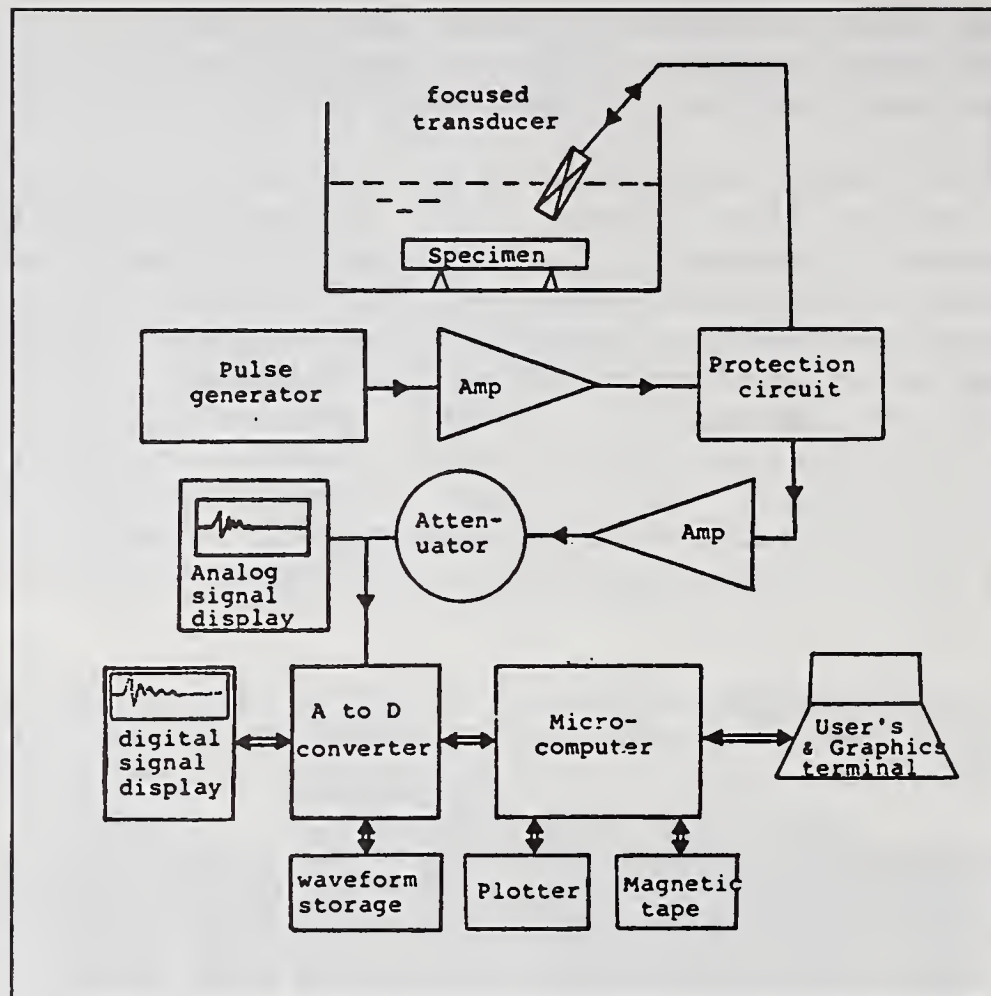 focused
transducer
Specimen
Pulse
generator
Amp
Protection
circuit
Analog
signal
display
Atten-
uator
Amp
digital
signal
display
A to D
converter
Micro-
computer
User's
& Graphics
terminal
waveform
storage
Plotter
Magnetic
tape